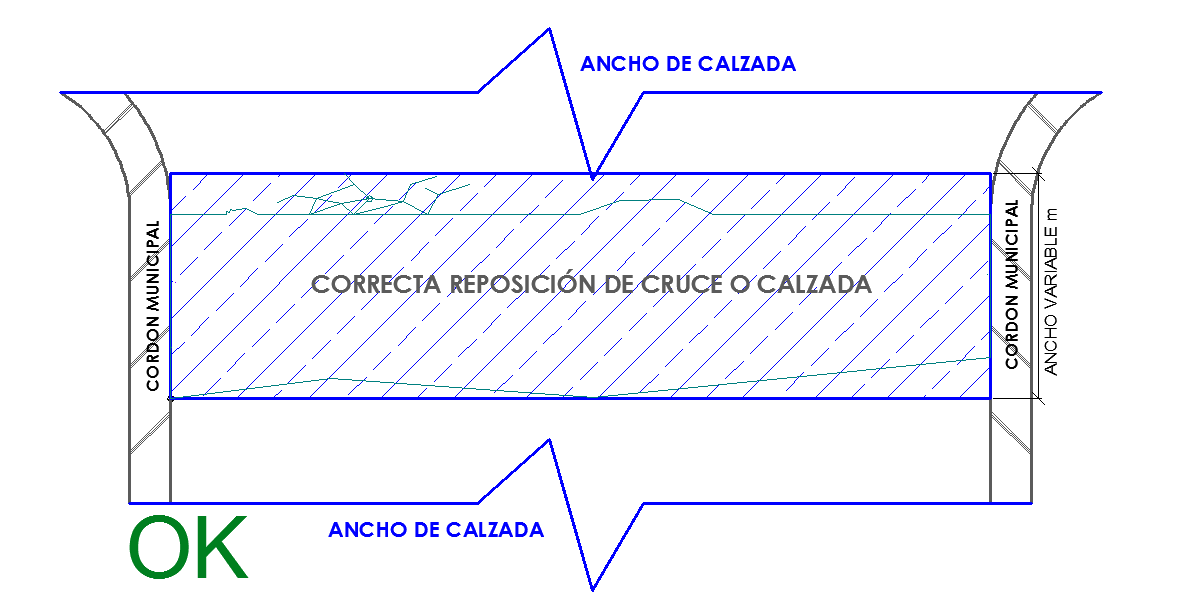 ANCHO DE CALZADA
CORDON MUNICIPAL
CORRECTA REPOSICIÓN DE CRUCE O CALZADA
CORDON MUNICIPAL
ANCHO VARIABLE m
OK
ANCHO DE CALZADA